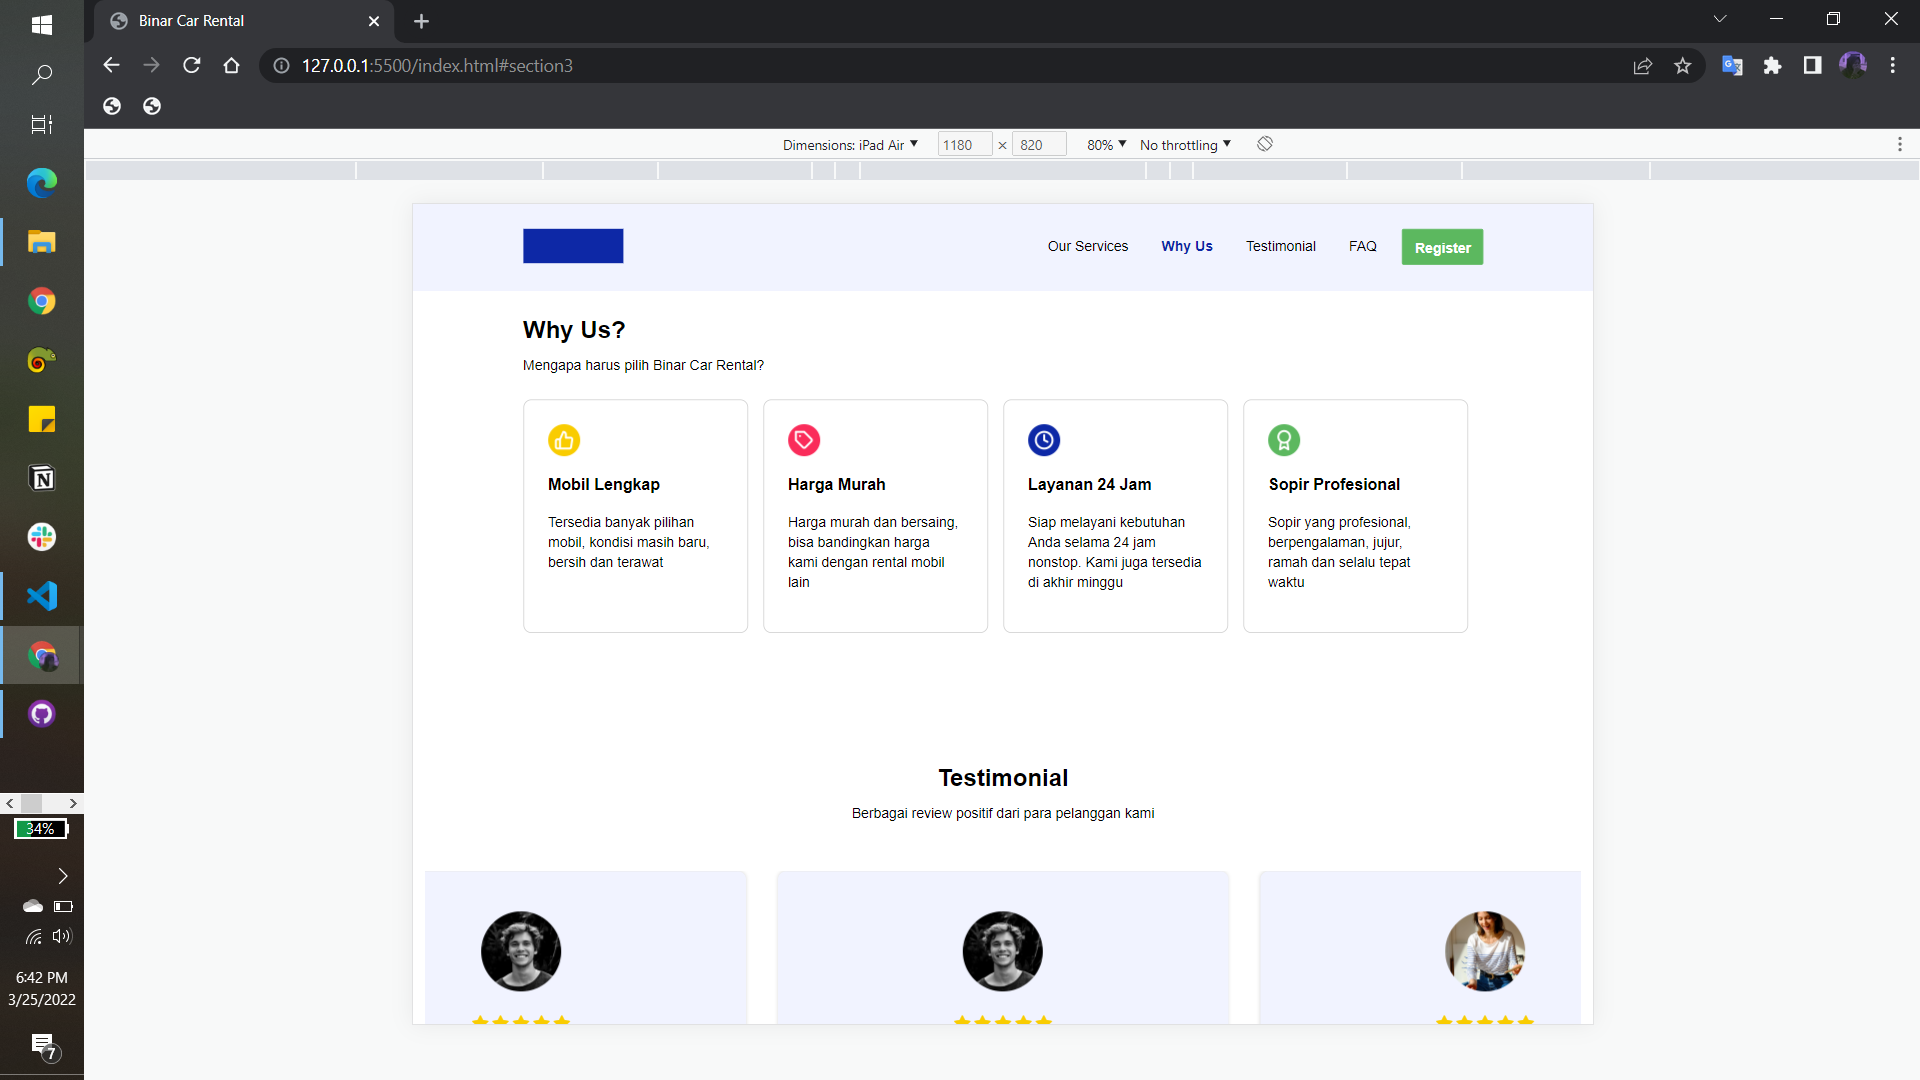 Binar Car Rental
127.0.0.1:5500/index.html#section3
Dimensions: iPad Air 1180 × 820 80% No throttling
Our Services Why Us Testimonial FAQ Register
Why Us?
Mengapa harus pilih Binar Car Rental?
Mobil Lengkap
Tersedia banyak pilihan
mobil, kondisi masih baru,
bersih dan terawat
Harga Murah
Harga murah dan bersaing,
bisa bandingkan harga
kami dengan rental mobil
lain
Layanan 24 Jam
Siap melayani kebutuhan
Anda selama 24 jam
nonstop. Kami juga tersedia
di akhir minggu
Sopir Profesional
Sopir yang profesional,
berpengalaman, jujur,
ramah dan selalu tepat
waktu
Testimonial
Berbagai review positif dari para pelanggan kami
34%
6:42 PM
3/25/2022
7